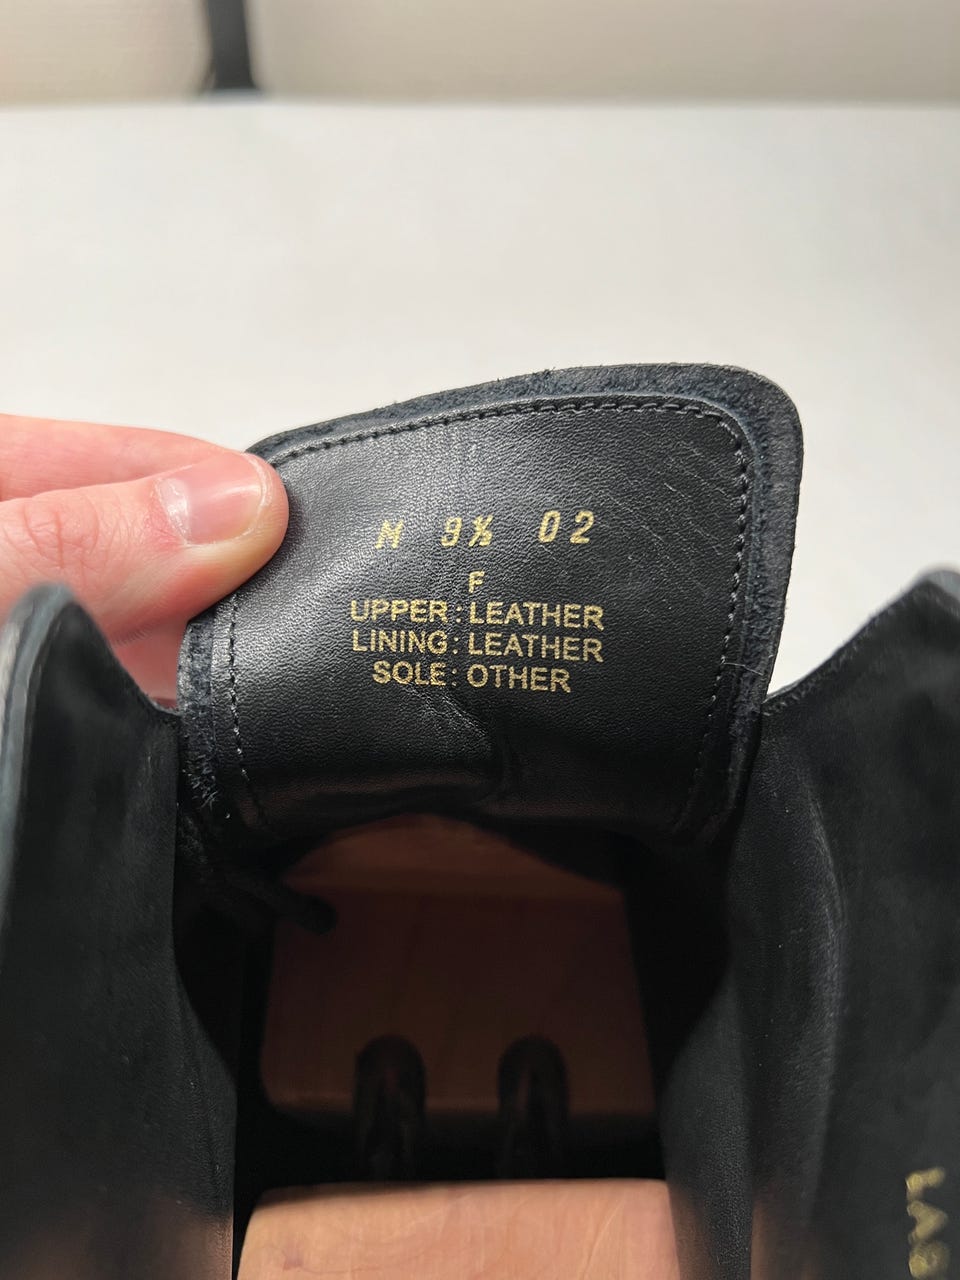 M 9½ 02
F
UPPER: LEATHER
LINING: LEATHER
SOLE: OTHER